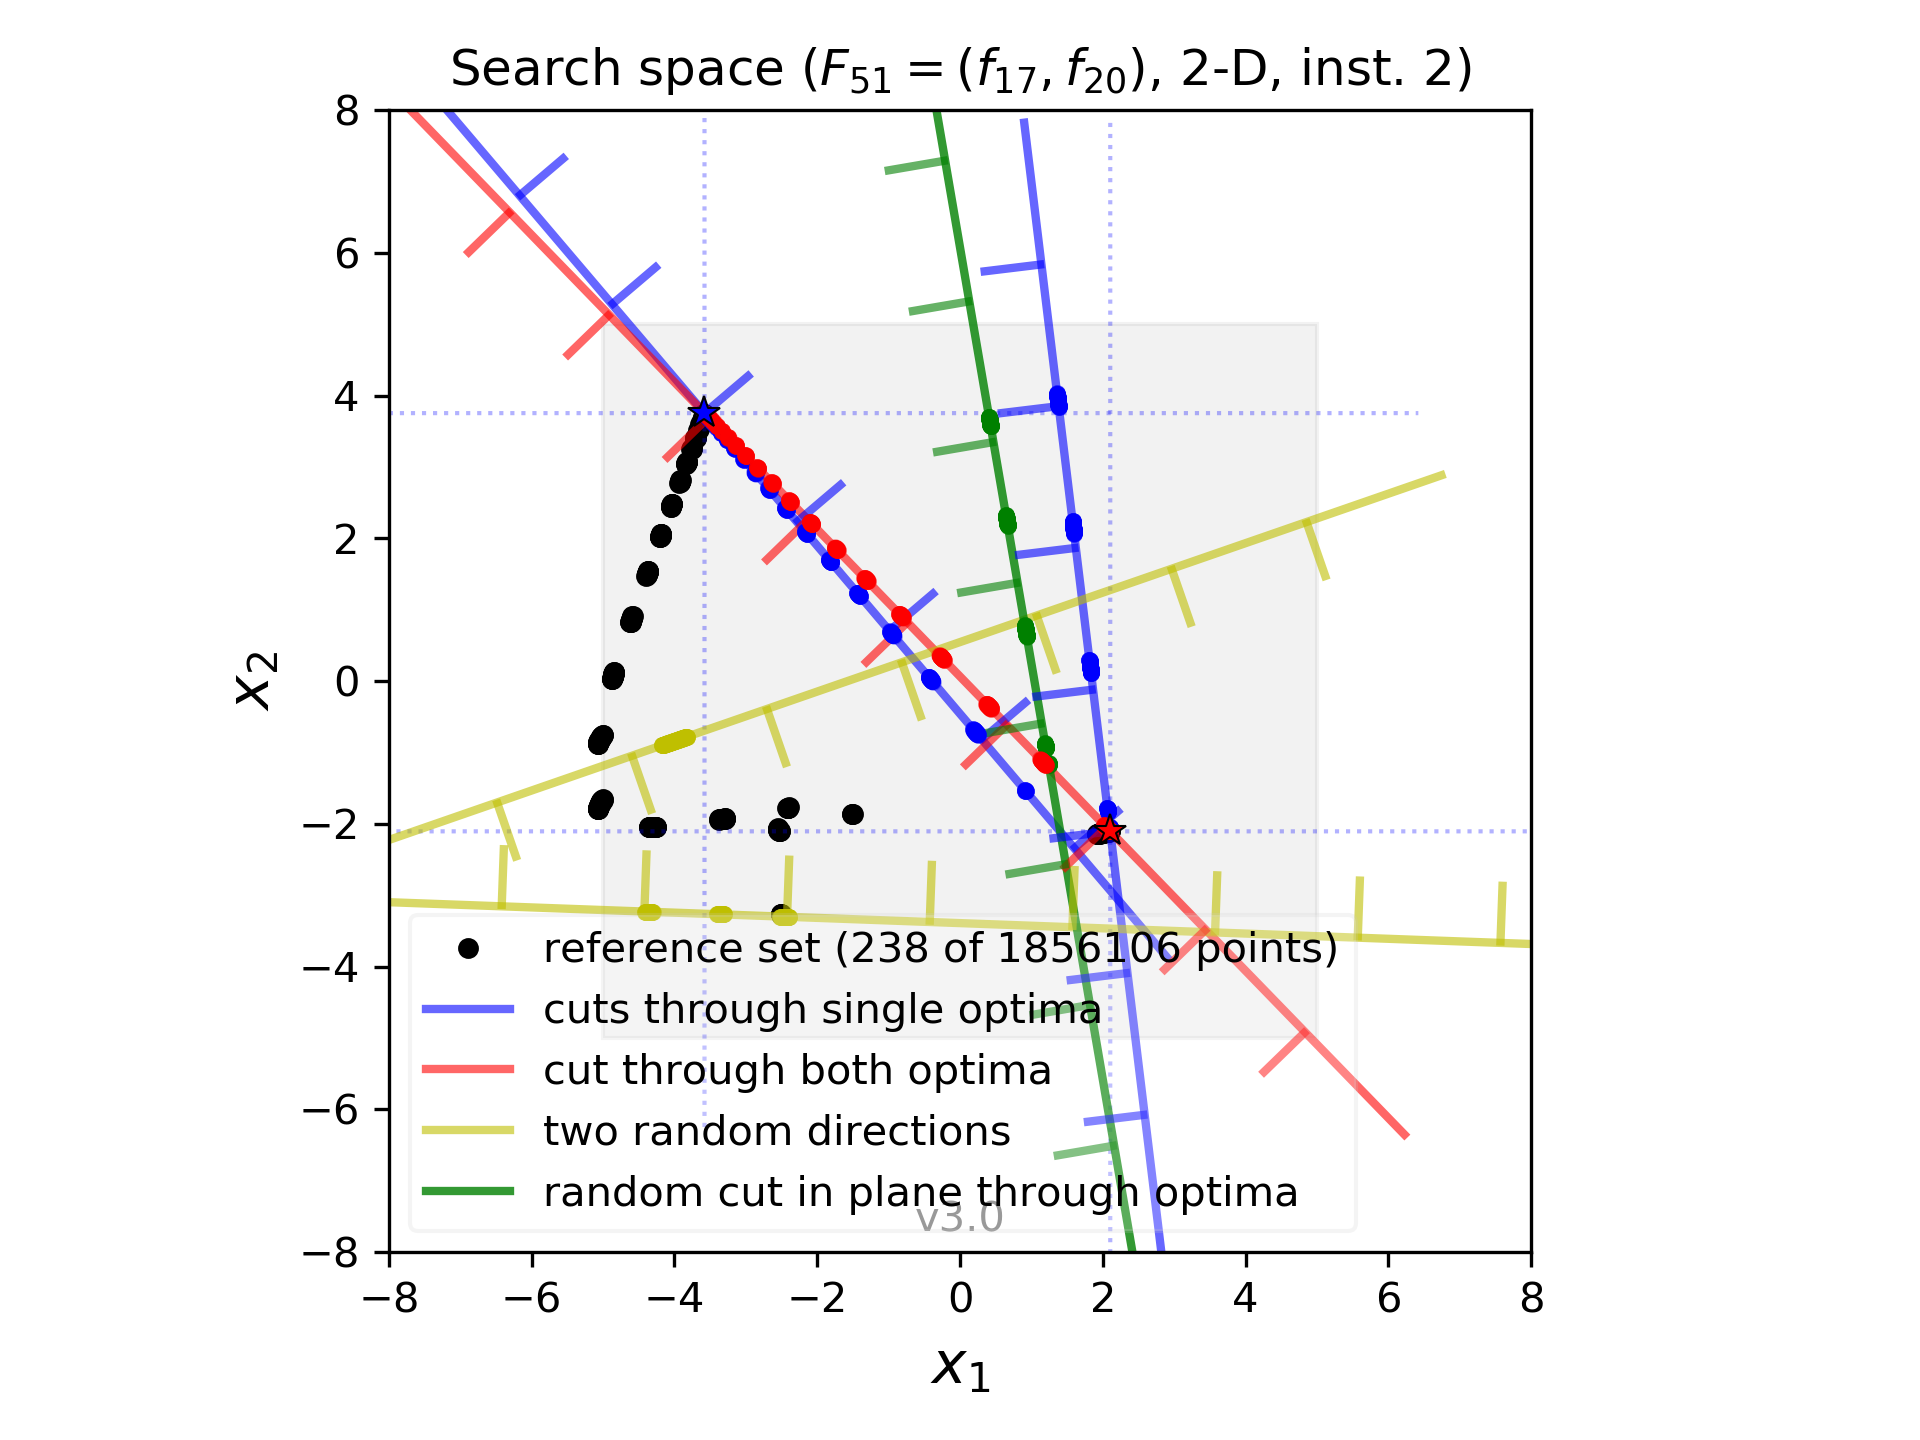 Search space (F51 = (f17, f20), 2-D, inst. 2)
8
6
4
2
0
−2
−4
−6
−8
x2
reference set (238 of 1856106 points)
cuts through single optima
cut through both optima
two random directions
random cut in plane through optima
v3.0
−8 −6 −4 −2 0 2 4 6 8
x1